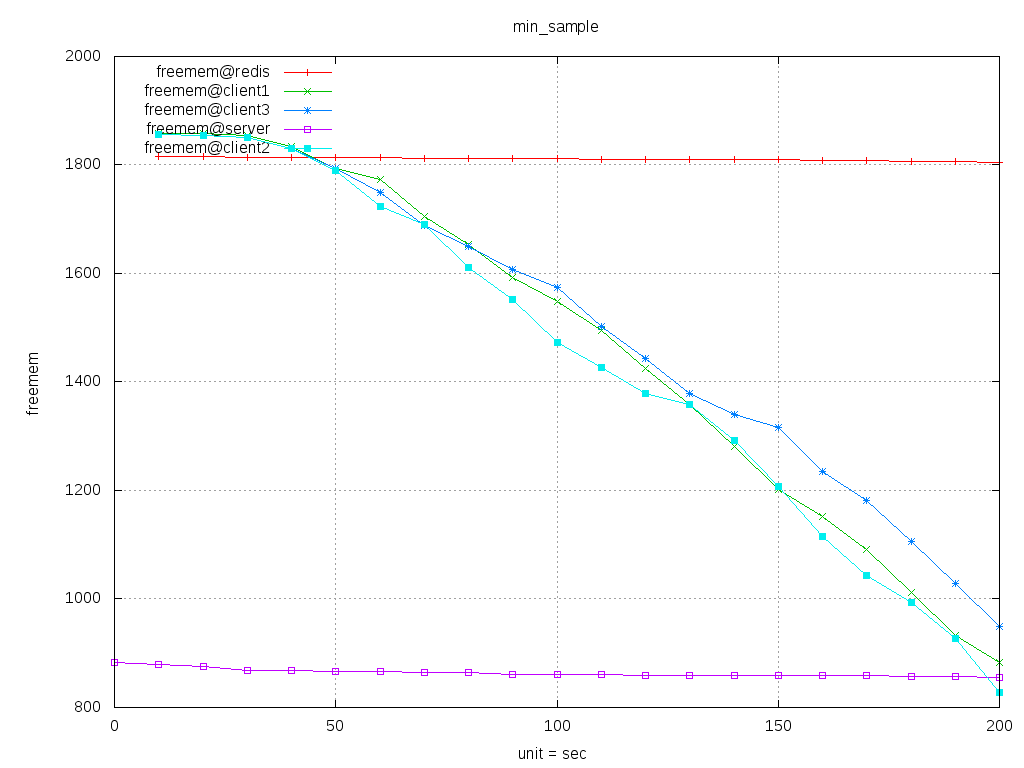 min_sample
2000
freemem@redis
freemem@client1
freemem@client3
freemem@server
freemem@client2
1800
1600
1400
freemem
1200
1000
800
0 50 100 150 200
unit = sec